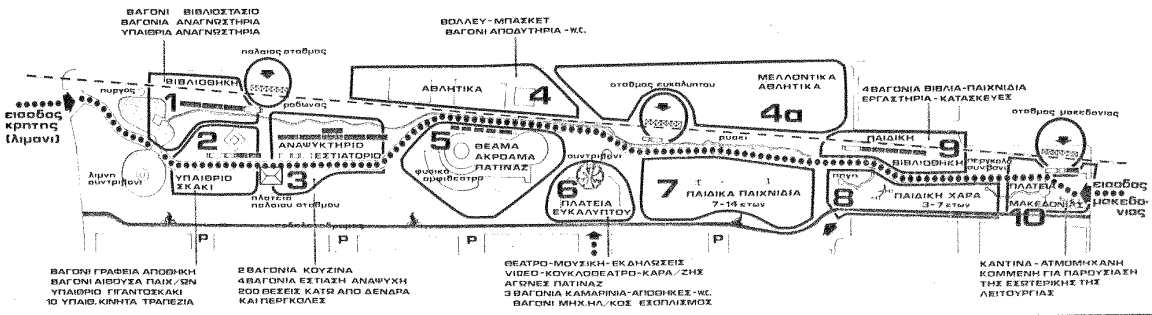 ΒΑΓΟΝΙ ΒΙΒΛΙΟΣΤΑΣΙΟ
ΒΑΓΟΝΙΑ ΑΝΑΓΝΩΣΤΗΡΙΑ
ΥΠΑΙΘΡΙΑ ΑΝΑΓΝΩΣΤΗΡΙΑ
ΒΟΛΛΕΥ-ΜΠΑΣΚΕΤ
ΒΑΓΟΝΙ ΑΠΟΔΥΤΗΡΙΑ-W.C.
παλαιος σταθμος
ΒΙΒΛΙΟΘΗΚΗ
πυργος
ροδωνας
εισοδος
κρητης
(λιμανι)
1
2
ΥΠΑΙΘΡΙΟ
ΣΚΑΚΙ
λιμνη
συντριβανι
ΑΝΑΨΥΚΤΗΡΙΟ
ΕΣΤΙΑΤΟΡΙΟ
3
πλατεια
παλαιου σταθμου
ΑΘΛΗΤΙΚΑ
4
ΜΕΛΛΟΝΤΙΚΑ
ΑΘΛΗΤΙΚΑ
4α
σταθμος ευκαλυπτου
5
ΘΕΑΜΑ
ΑΚΡΟΑΜΑ
ΠΑΤΙΝΑΖ
φυσικο
αμφιθεατρο
συντριβανι
6
ΠΛΑΤΕΙΑ
ΕΥΚΑΛΥΠΤΟΥ
ρυακι
7
ΠΑΙΔΙΚΑ ΠΑΙΧΝΙΔΙΑ
7-14 ετων
4 ΒΑΓΟΝΙΑ ΒΙΒΛΙΑ-ΠΑΙΧΝΙΔΙΑ
ΕΡΓΑΣΤΗΡΙΑ-ΚΑΤΑΣΚΕΥΕΣ
σταθμος μακεδονιας
ΠΑΙΔΙΚΗ
9
ΒΙΒΛΙΟΘΗΚΗ
πηγη
8
ΠΑΙΔΙΚΗ ΧΑΡΑ
3-7 ετων
ΠΛΑΤΕΙΑ
ΜΑΚΕΔΟΝΙΑΣ
10
εισοδος
μακεδο-
νιας
P
P
P
P
ΒΑΓΟΝΙ ΓΡΑΦΕΙΑ ΑΠΟΘΗΚΗ
ΒΑΓΟΝΙ ΑΙΘΟΥΣΑ ΠΑΙΧ/ΩΝ
ΥΠΑΙΘΡΙΟ ΓΙΓΑΝΤΟΣΚΑΚΙ
10 ΥΠΑΙΘ. ΚΙΝΗΤΑ ΤΡΑΠΕΖΙΑ
2 ΒΑΓΟΝΙΑ ΚΟΥΖΙΝΑ
4 ΒΑΓΟΝΙΑ ΕΣΤΙΑΣΗ ΑΝΑΨΥΧΗ
200 ΘΕΣΕΙΣ ΚΑΤΩ ΑΠΟ ΔΕΝΔΡΑ
ΚΑΙ ΠΕΡΓΚΟΛΕΣ
ΘΕΑΤΡΟ-ΜΟΥΣΙΚΗ-ΕΚΔΗΛΩΣΕΙΣ
VIDEO-ΚΟΥΚΛΟΘΕΑΤΡΟ-ΚΑΡΑ/ΖΗΣ
ΑΓΩΝΕΣ ΠΑΤΙΝΑΖ
3 ΒΑΓΟΝΙΑ ΚΑΜΑΡΙΝΙΑ-ΑΠΟΘΗΚΕΣ-W.C.
ΒΑΓΟΝΙ ΜΗΧ.ΗΛ/ΚΟΣ ΕΞΟΠΛΙΣΜΟΣ
ΚΑΝΤΙΝΑ-ΑΤΜΟΜΗΧΑΝΗ
ΚΟΜΜΕΝΗ ΓΙΑ ΠΑΡΟΥΣΙΑΣΗ
ΤΗΣ ΕΣΩΤΕΡΙΚΗΣ ΤΗΣ
ΛΕΙΤΟΥΡΓΙΑΣ